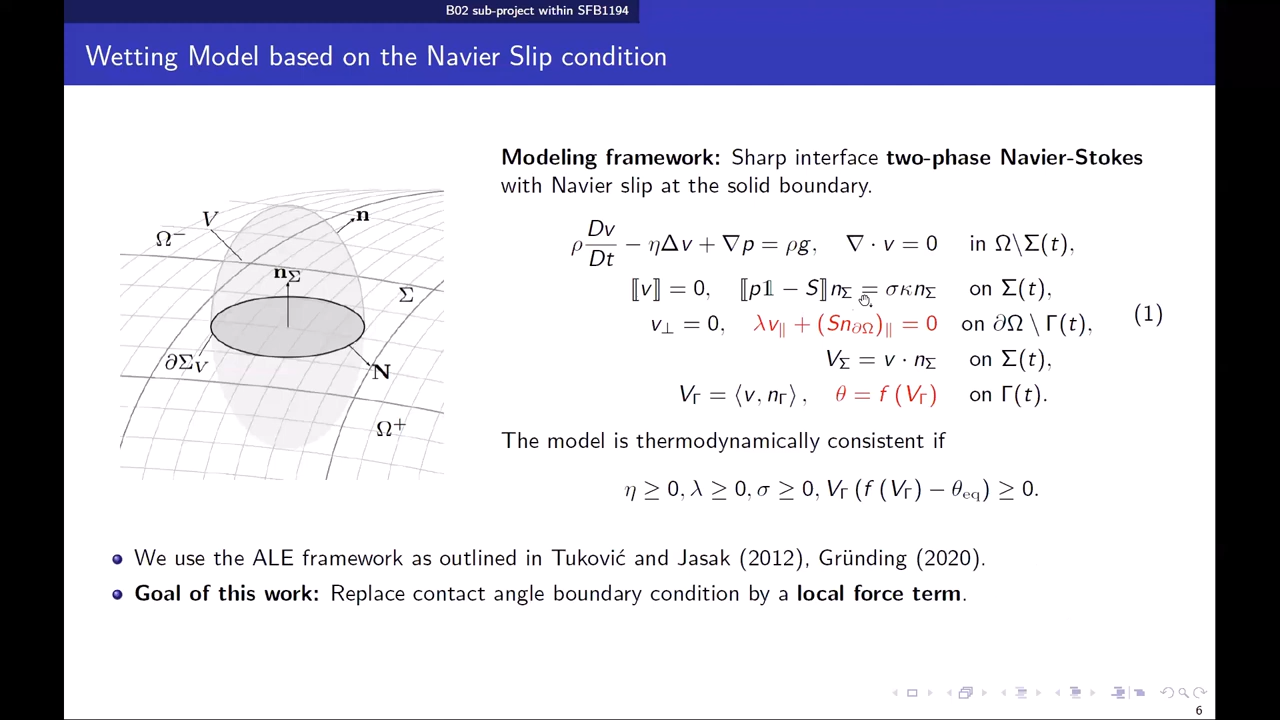 B02 sub-project within SFB1194
Wetting Model based on the Navier Slip condition
Modeling framework: Sharp interface two-phase Navier-Stokes
with Navier slip at the solid boundary.
ρ Dv/Dt − ηΔv + ∇p = ρg, ∇ · v = 0 in Ω\Σ(t),
⟦v⟧ = 0, ⟦p𝟙 − S⟧n_Σ = σκn_Σ on Σ(t),
v_⊥ = 0, λv_∥ + (Sn_∂Ω)_∥ = 0 on ∂Ω \ Γ(t),
(1)
V_Σ = v · n_Σ on Σ(t),
V_Γ = ⟨v, n_Γ⟩, θ = f (V_Γ) on Γ(t).
The model is thermodynamically consistent if
η ≥ 0, λ ≥ 0, σ ≥ 0, V_Γ (f (V_Γ) − θ_eq) ≥ 0.
V
n
Ω⁻
n_Σ
Σ
∂Σ_V
N
Ω⁺
We use the ALE framework as outlined in Tuković and Jasak (2012), Gründing (2020).
Goal of this work: Replace contact angle boundary condition by a local force term.
6